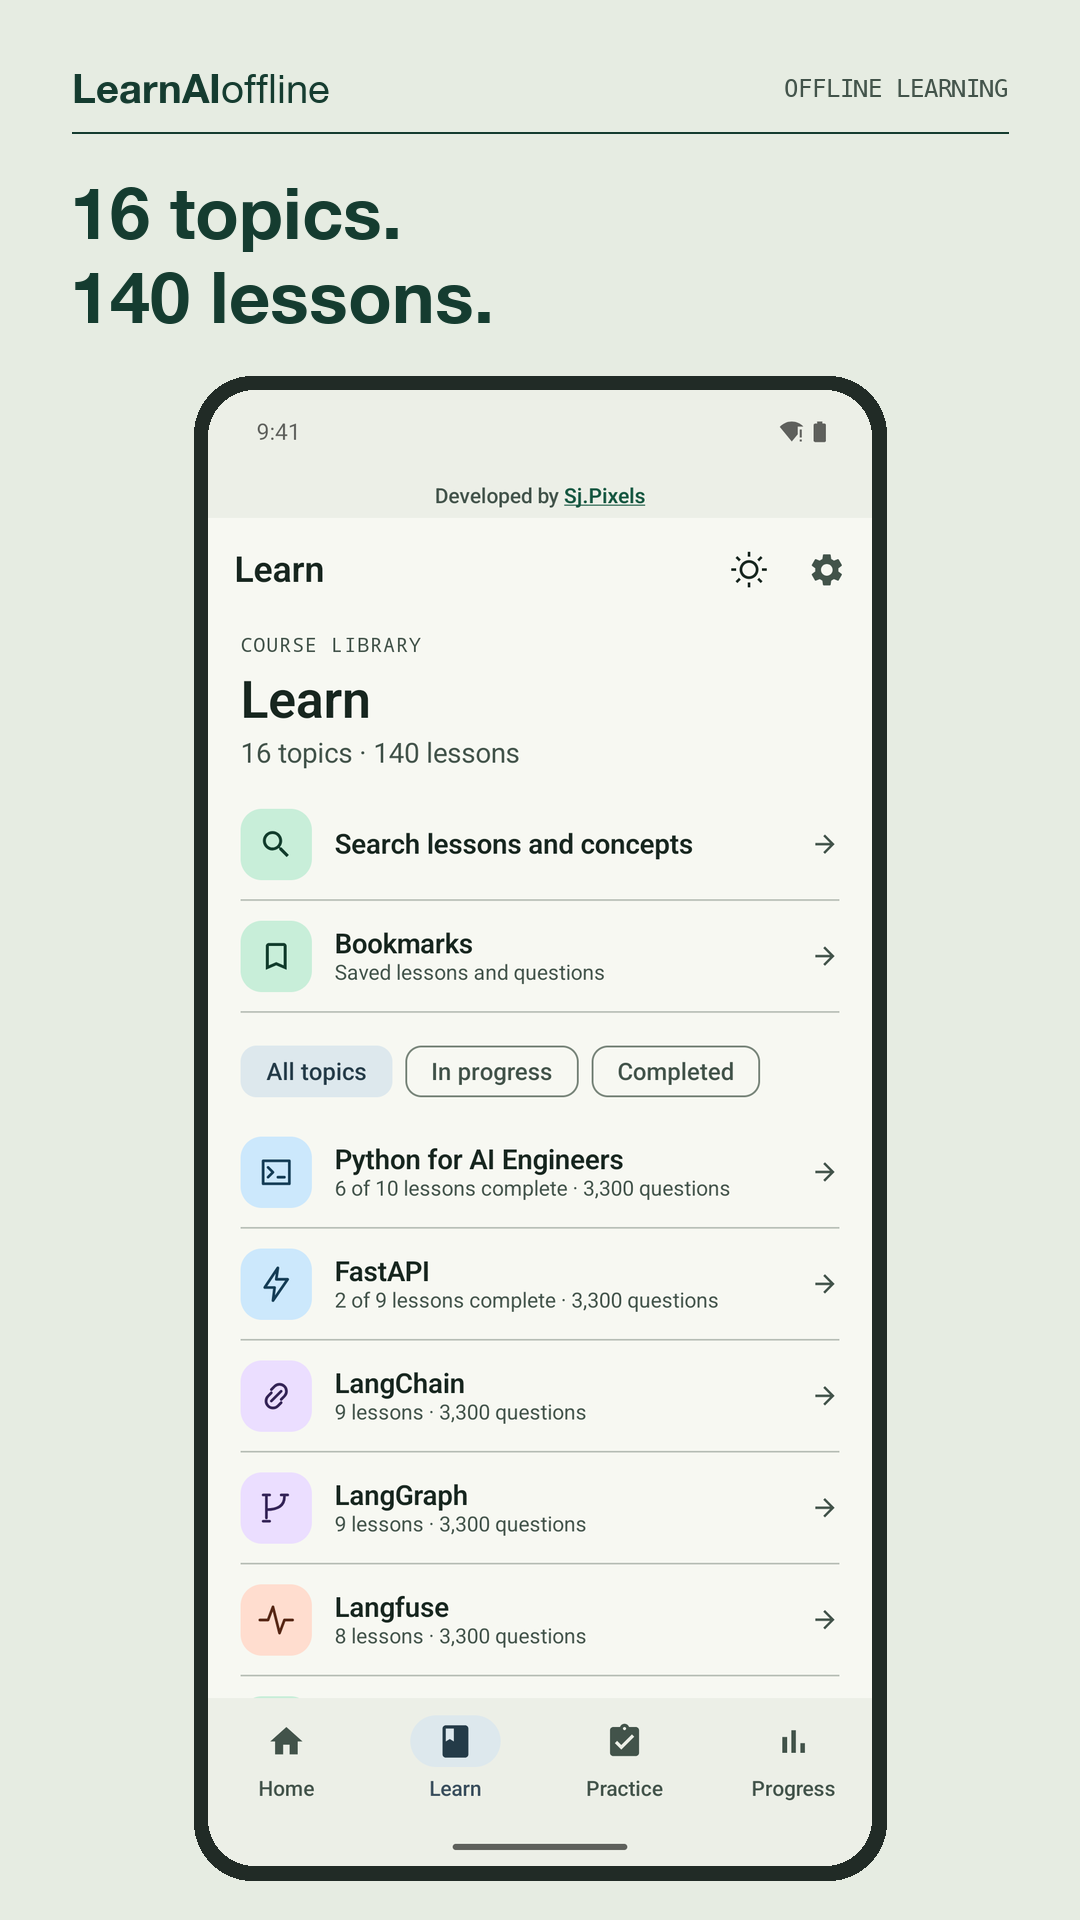 LearnAIoffline
OFFLINE LEARNING
16 topics.
140 lessons.
9:41
Developed by Sj.Pixels
Learn
COURSE LIBRARY
Learn
16 topics · 140 lessons
Search lessons and concepts
Bookmarks
Saved lessons and questions
All topics
In progress
Completed
Python for AI Engineers
6 of 10 lessons complete · 3,300 questions
FastAPI
2 of 9 lessons complete · 3,300 questions
LangChain
9 lessons · 3,300 questions
LangGraph
9 lessons · 3,300 questions
Langfuse
8 lessons · 3,300 questions
Home
Learn
Practice
Progress